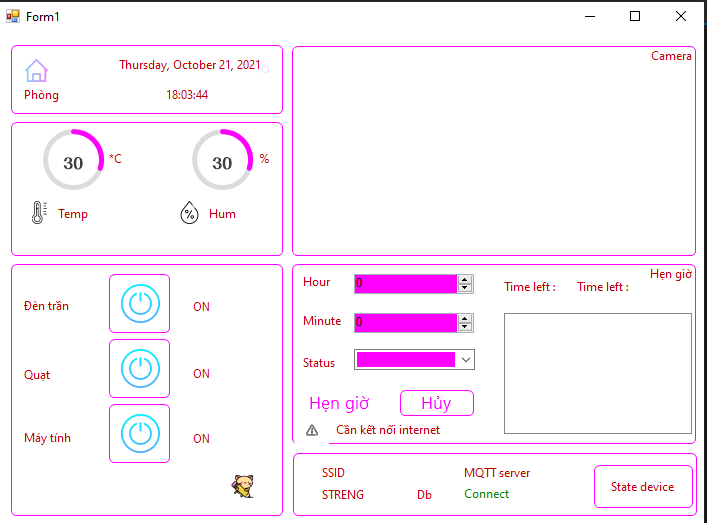 Form1
Thursday, October 21, 2021
Phòng
18:03:44
30 *C
30 %
Temp
Hum
Camera
Đèn trần ON
Quạt ON
Máy tính ON
Hẹn giờ
Hour 0
Time left : Time left :
Minute 0
Status
Hẹn giờ Hủy
Cần kết nối internet
SSID
MQTT server
STRENG Db
Connect
State device